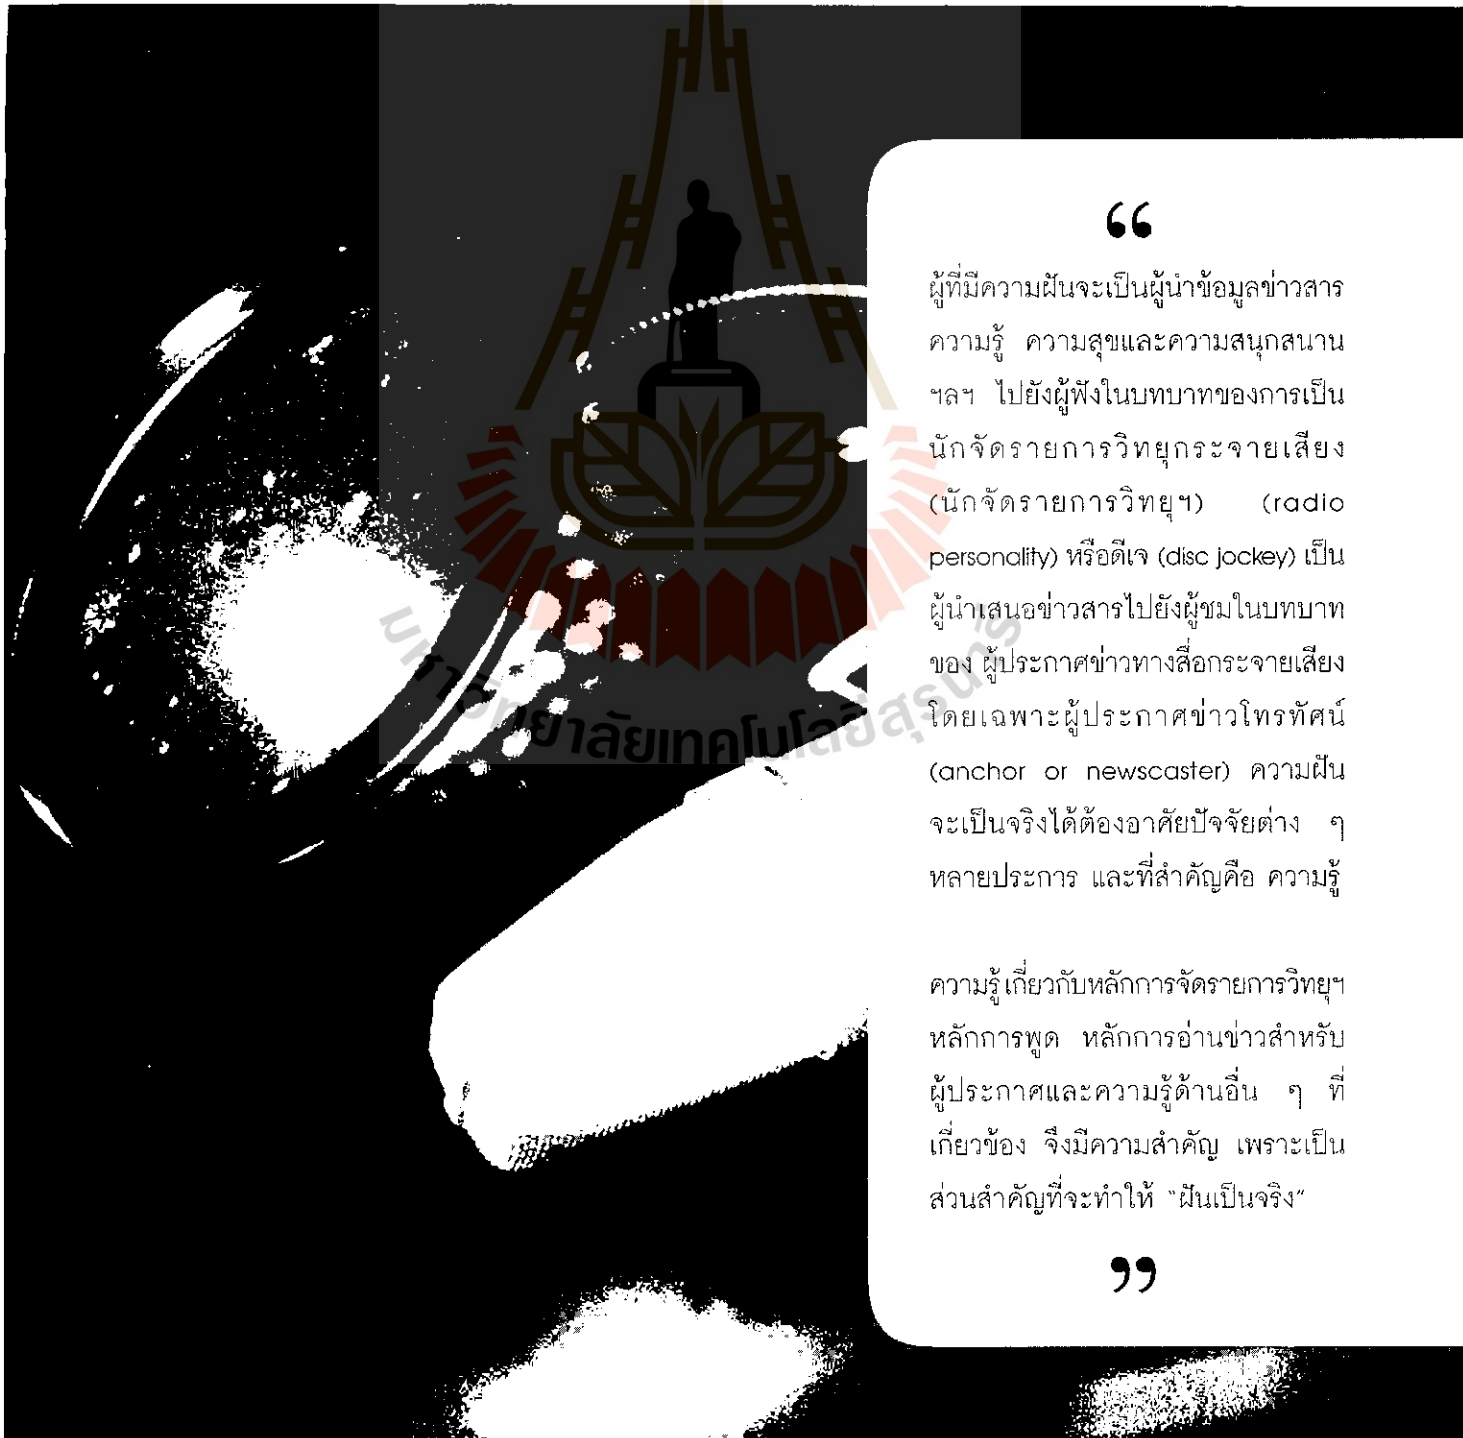 “
ผู้ที่มีความฝันจะเป็นผู้นำข้อมูลข่าวสาร
ความรู้ ความสุขและความสนุกสนาน
ฯลฯ ไปยังผู้ฟังในบทบาทของการเป็น
นักจัดรายการวิทยุกระจายเสียง
(นักจัดรายการวิทยุฯ) (radio
personality) หรือดีเจ (disc jockey) เป็น
ผู้นำเสนอข่าวสารไปยังผู้ชมในบทบาท
ของ ผู้ประกาศข่าวทางสื่อกระจายเสียง
โดยเฉพาะผู้ประกาศข่าวโทรทัศน์
(anchor or newscaster) ความฝัน
จะเป็นจริงได้ต้องอาศัยปัจจัยต่าง ๆ
หลายประการ และที่สำคัญคือ ความรู้
ความรู้เกี่ยวกับหลักการจัดรายการวิทยุฯ
หลักการพูด หลักการอ่านข่าวสำหรับ
ผู้ประกาศและความรู้ด้านอื่น ๆ ที่
เกี่ยวข้อง จึงมีความสำคัญ เพราะเป็น
ส่วนสำคัญที่จะทำให้ "ฝันเป็นจริง"
”
มหาวิทยาลัยเทคโนโลยีสุรนารี